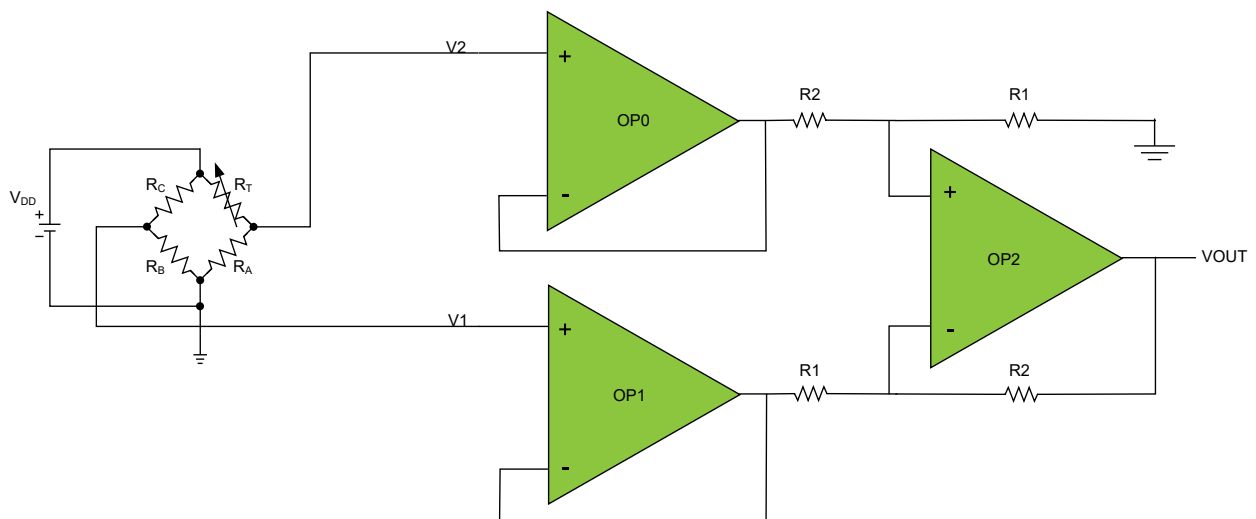 V2
+
-
OP0
R2
R1
VDD
+
-
RC
RT
RB
RA
+
-
OP2
VOUT
V1
+
-
OP1
R1
R2